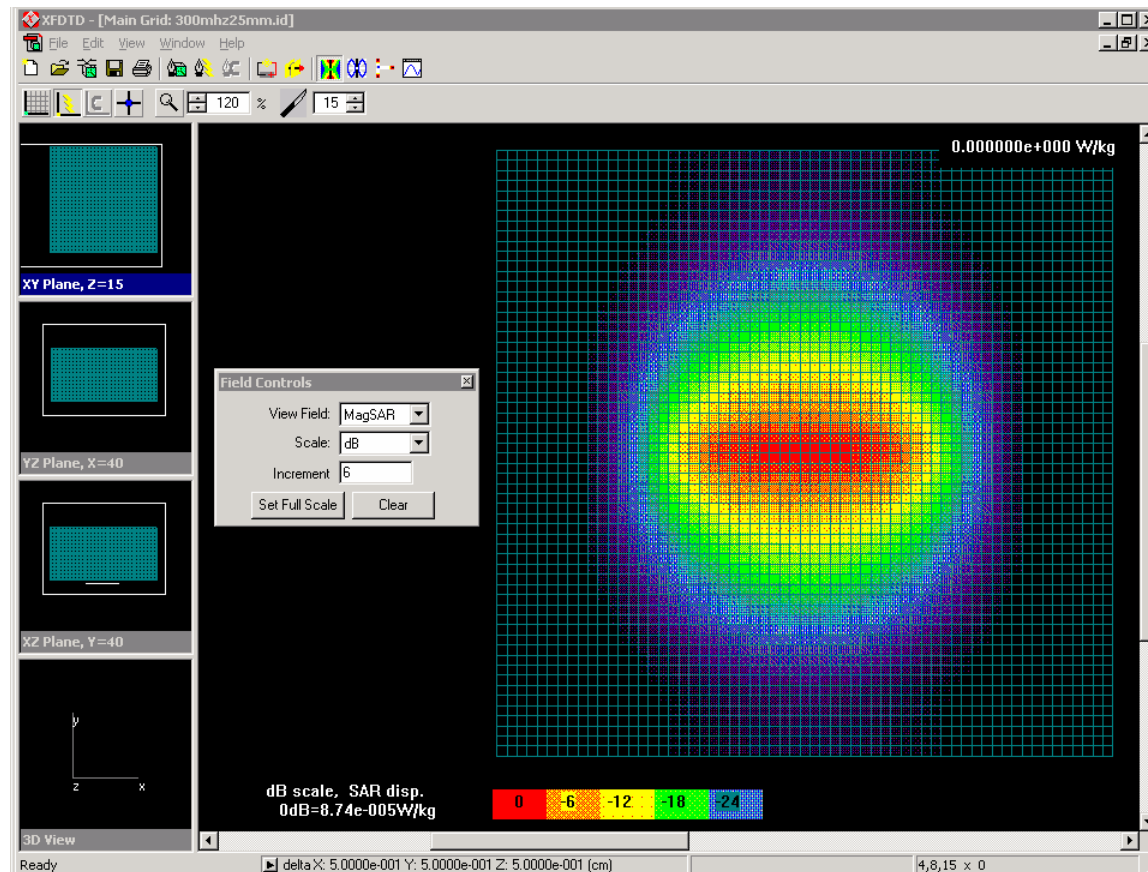 XFDTD - [Main Grid: 300mhz25mm.id]
File Edit View Window Help
120 % 15
0.000000e+000 W/kg
XY Plane, Z=15
YZ Plane, X=40
XZ Plane, Y=40
Field Controls
View Field: MagSAR
Scale: dB
Increment 6
Set Full Scale Clear
y
z x
3D View
dB scale, SAR disp.
0dB=8.74e-005W/kg
0 -6 -12 -18 -24
Ready delta X: 5.0000e-001 Y: 5.0000e-001 Z: 5.0000e-001 (cm) 4,8,15 x 0